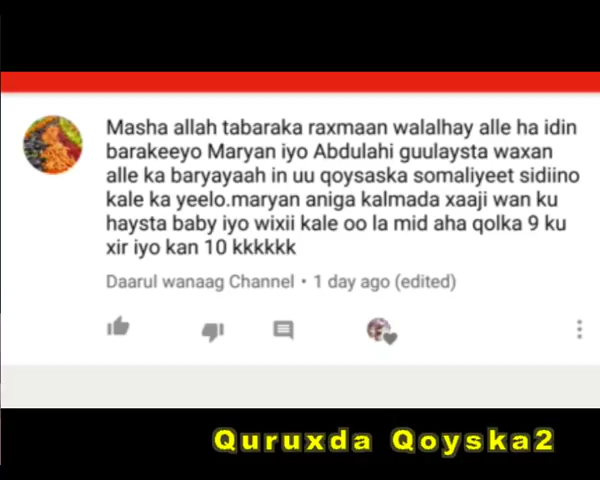 Masha allah tabaraka raxmaan walalhay alle ha idin
barakeeyo Maryan iyo Abdulahi guulaysta waxan
alle ka baryayaah in uu qoysaska somaliyeet sidiino
kale ka yeelo.maryan aniga kalmada xaaji wan ku
haysta baby iyo wixii kale oo la mid aha qolka 9 ku
xir iyo kan 10 kkkkkk
Daarul wanaag Channel • 1 day ago (edited)
Quruxda Qoyska2